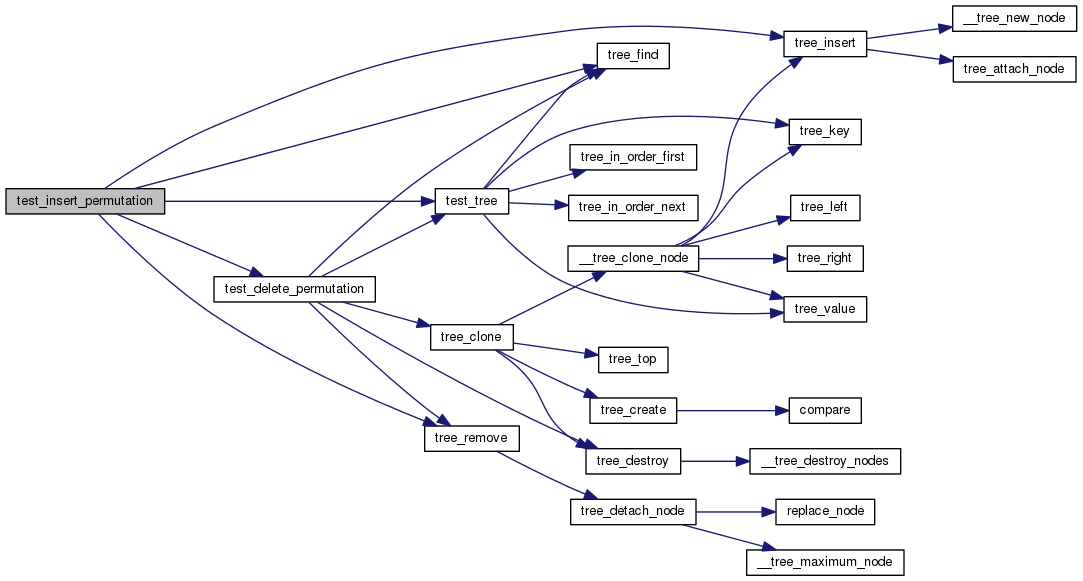 test_insert_permutation
test_delete_permutation
tree_find
test_tree
tree_clone
tree_remove
tree_in_order_first
tree_in_order_next
__tree_clone_node
tree_top
tree_create
tree_destroy
tree_detach_node
tree_insert
tree_key
tree_left
tree_right
tree_value
compare
__tree_destroy_nodes
replace_node
__tree_maximum_node
__tree_new_node
tree_attach_node